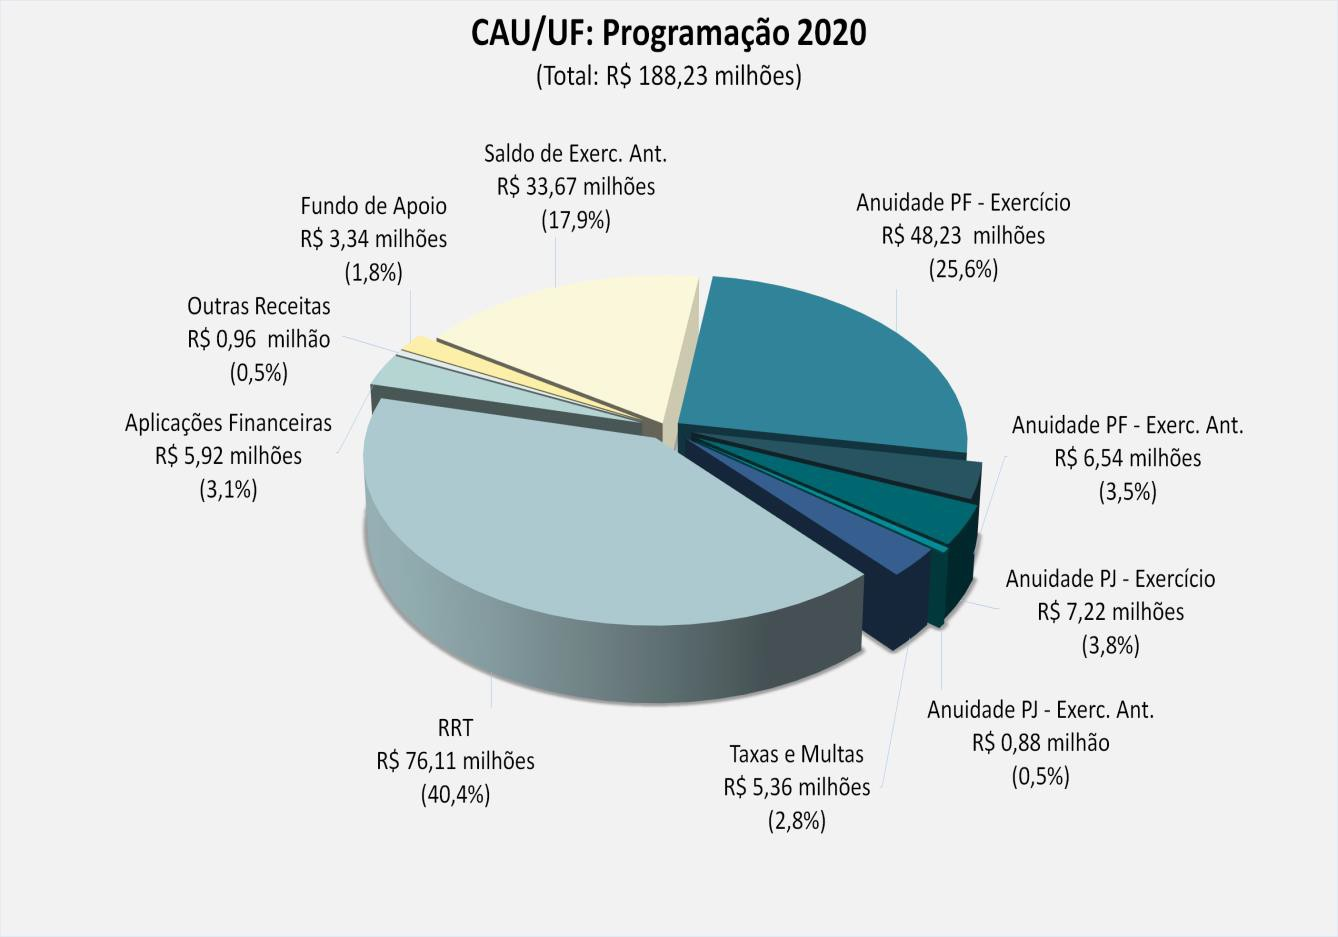 CAU/UF: Programação 2020
(Total: R$ 188,23 milhões)
Saldo de Exerc. Ant.
R$ 33,67 milhões
(17,9%)
Anuidade PF - Exercício
R$ 48,23  milhões
(25,6%)
Fundo de Apoio
R$ 3,34 milhões
(1,8%)
Outras Receitas
R$ 0,96  milhão
(0,5%)
Aplicações Financeiras
R$ 5,92 milhões
(3,1%)
Anuidade PF - Exerc. Ant.
R$ 6,54 milhões
(3,5%)
Anuidade PJ - Exercício
R$ 7,22 milhões
(3,8%)
Anuidade PJ - Exerc. Ant.
R$ 0,88 milhão
(0,5%)
RRT
R$ 76,11 milhões
(40,4%)
Taxas e Multas
R$ 5,36 milhões
(2,8%)